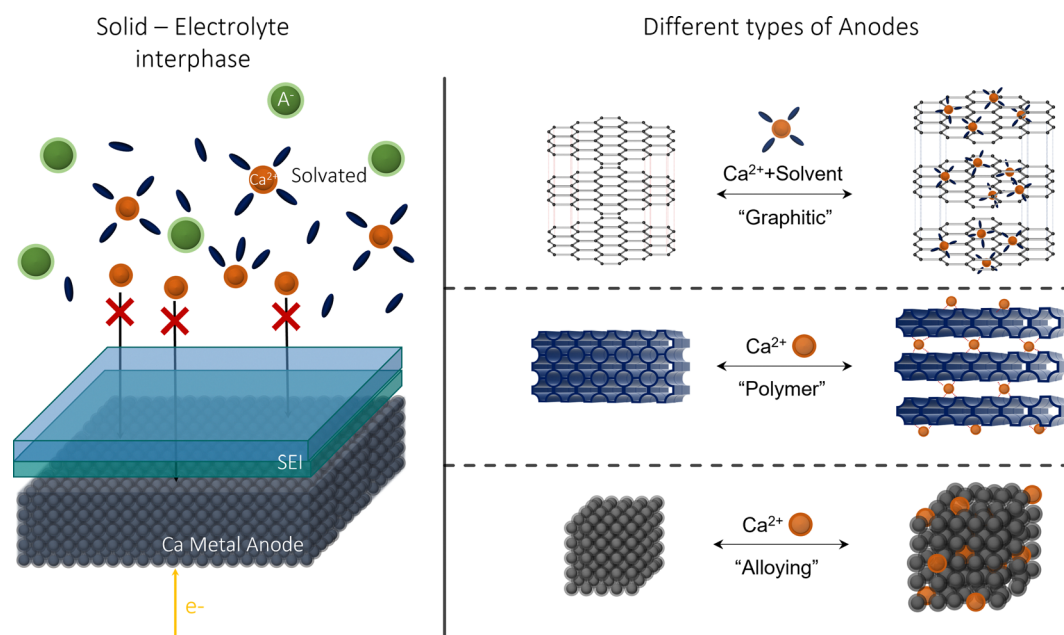 Solid – Electrolyte
interphase
A⁻
Ca²⁺ Solvated
SEI
Ca Metal Anode
e-
Different types of Anodes
Ca²⁺+Solvent
“Graphitic”
Ca²⁺
“Polymer”
Ca²⁺
“Alloying”